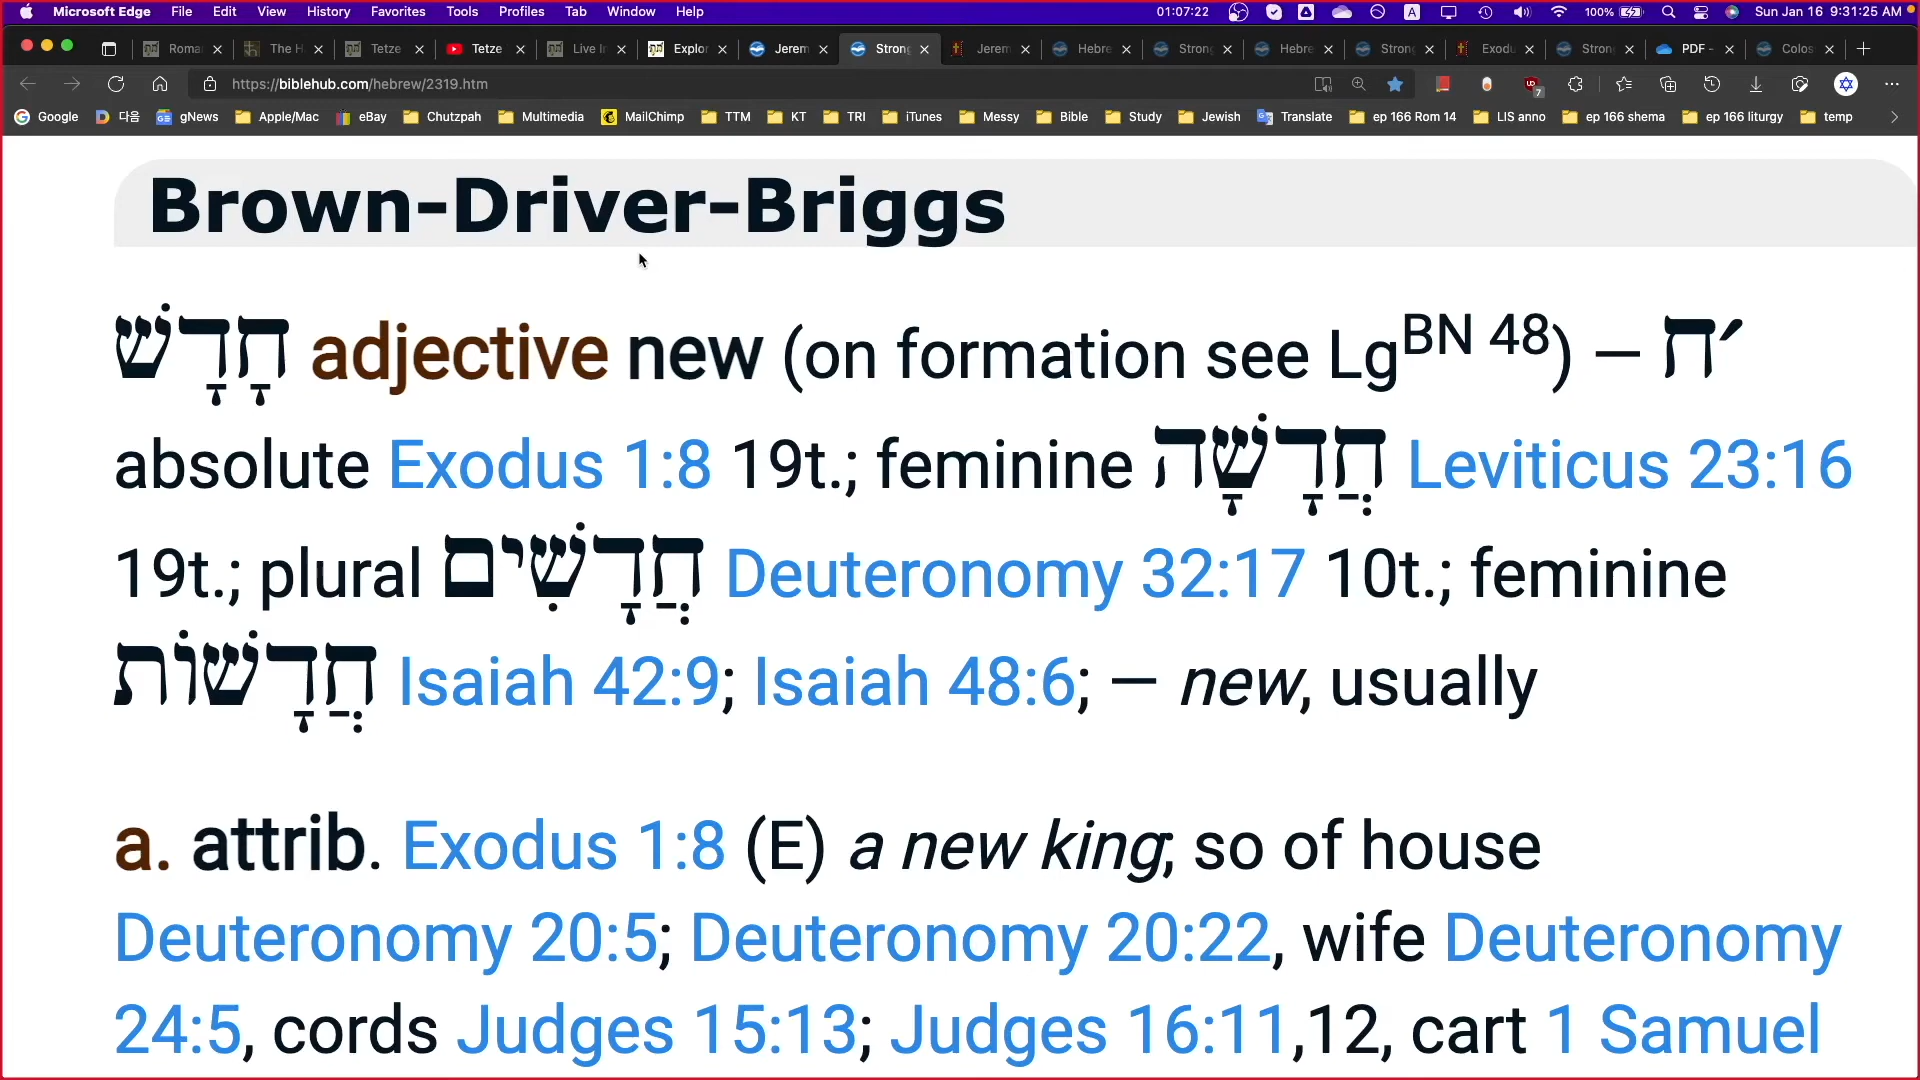 Microsoft Edge File Edit View History Favorites Tools Profiles Tab Window Help 01:07:22 A 100% Sun Jan 16 9:31:25 AM
Roma The H Tetze Tetze Live I Explor Jerem Strong Jerem Hebre Strong Hebre Strong Exodu Stron PDF - Colos
https://biblehub.com/hebrew/2319.htm
Google 다음 gNews Apple/Mac eBay Chutzpah Multimedia MailChimp TTM KT TRI iTunes Messy Bible Study Jewish Translate ep 166 Rom 14 LIS anno ep 166 shema ep 166 liturgy temp
Brown-Driver-Briggs
חָדָשׁ adjective new (on formation see Lg BN 48) — ׳ח
absolute Exodus 1:8 19t.; feminine חֲדָשָׁה Leviticus 23:16
19t.; plural חֲדָשִׁים Deuteronomy 32:17 10t.; feminine
חֲדָשׁוֹת Isaiah 42:9; Isaiah 48:6; — new, usually
a. attrib. Exodus 1:8 (E) a new king; so of house
Deuteronomy 20:5; Deuteronomy 20:22, wife Deuteronomy
24:5, cords Judges 15:13; Judges 16:11,12, cart 1 Samuel